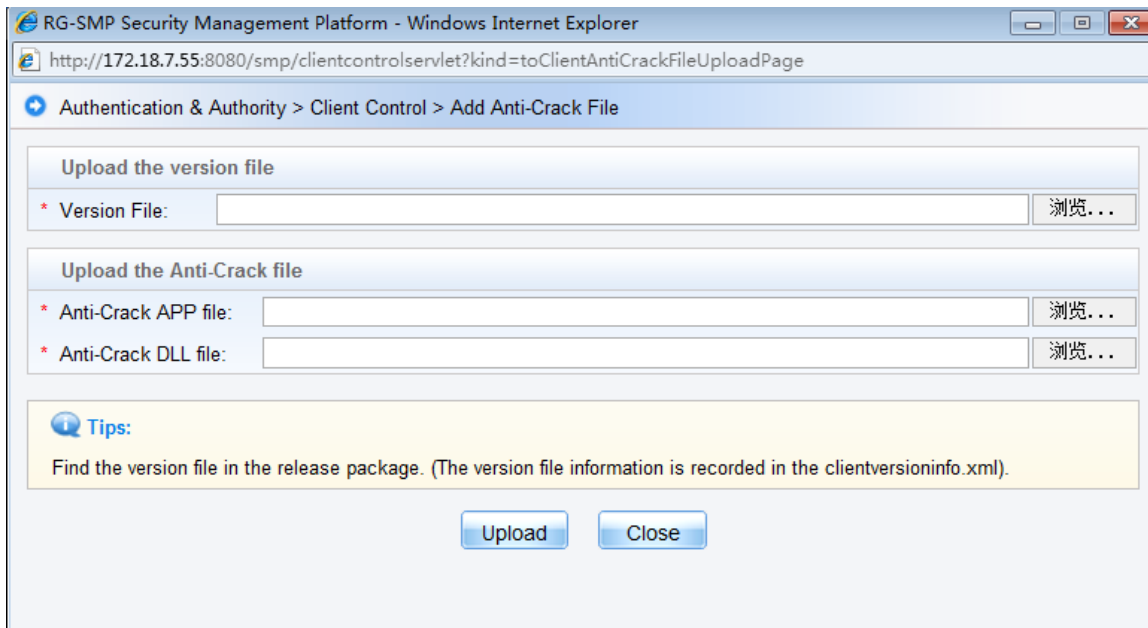 RG-SMP Security Management Platform - Windows Internet Explorer
http://172.18.7.55:8080/smp/clientcontrolservlet?kind=toClientAntiCrackFileUploadPage
Authentication & Authority > Client Control > Add Anti-Crack File
Upload the version file
* Version File: 浏览...
Upload the Anti-Crack file
* Anti-Crack APP file: 浏览...
* Anti-Crack DLL file: 浏览...
Tips:
Find the version file in the release package. (The version file information is recorded in the clientversioninfo.xml).
Upload Close